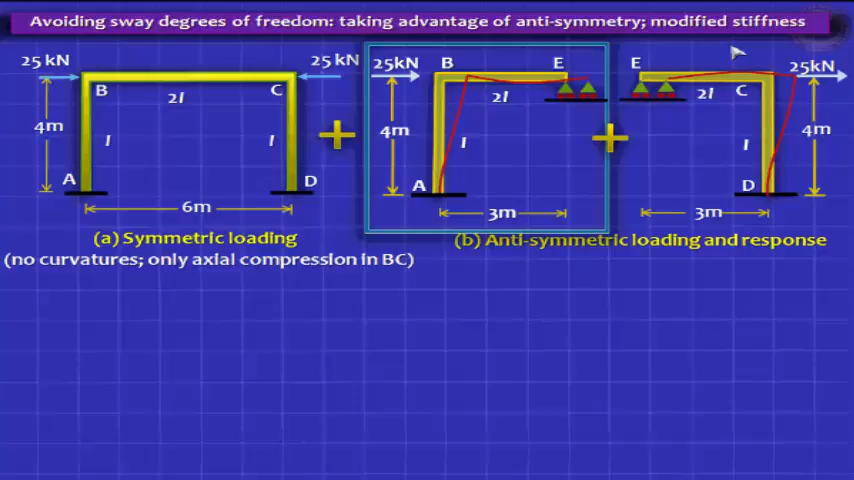 Avoiding sway degrees of freedom: taking advantage of anti-symmetry; modified stiffness
25 kN 25 kN B E E 25kN
B C 2I 2I C
2I
4m I I 4m I I 4m
A D A D
6m 3m 3m
(a) Symmetric loading (b) Anti-symmetric loading and response
(no curvatures; only axial compression in BC)